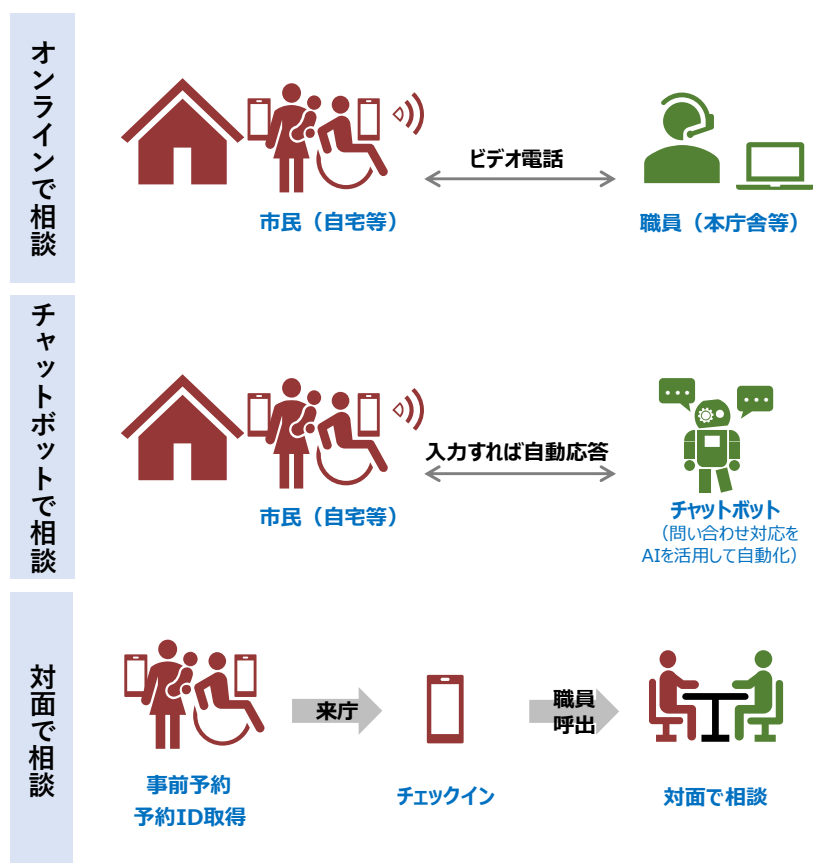 オンラインで相談
ビデオ電話
市民（自宅等）
職員（本庁舎等）
チャットボットで相談
入力すれば自動応答
市民（自宅等）
チャットボット
（問い合わせ対応を
AIを活用して自動化）
対面で相談
来庁
職員
呼出
事前予約
予約ID取得
チェックイン
対面で相談